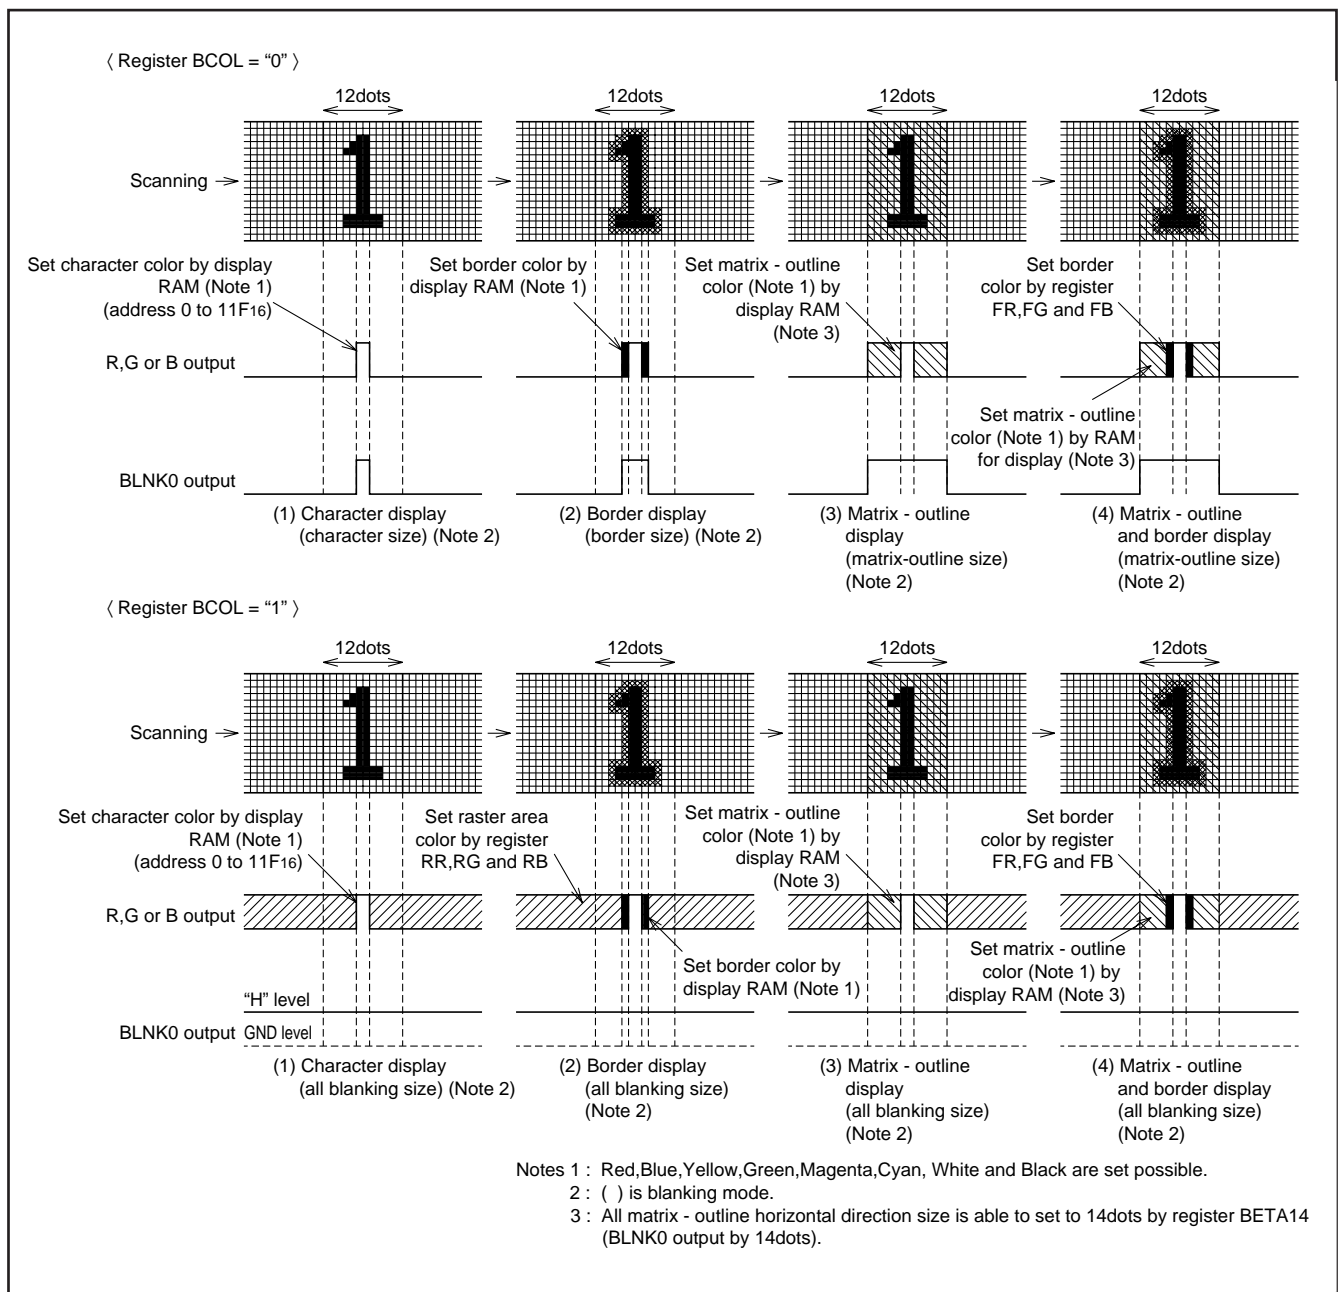 〈 Register BCOL = “0” 〉
12dots 12dots 12dots 12dots
Scanning
Set character color by display
RAM (Note 1)
(address 0 to 11F16)
Set border color by
display RAM (Note 1)
Set matrix - outline
color (Note 1) by
display RAM
(Note 3)
Set border
color by register
FR,FG and FB
R,G or B output
Set matrix - outline
color (Note 1) by RAM
for display (Note 3)
BLNK0 output
(1) Character display
(character size) (Note 2)
(2) Border display
(border size) (Note 2)
(3) Matrix - outline
display
(matrix-outline size)
(Note 2)
(4) Matrix - outline
and border display
(matrix-outline size)
(Note 2)
〈 Register BCOL = “1” 〉
12dots 12dots 12dots 12dots
Scanning
Set character color by display
RAM (Note 1)
(address 0 to 11F16)
Set raster area
color by register
RR,RG and RB
Set matrix - outline
color (Note 1) by
display RAM
(Note 3)
Set border
color by register
FR,FG and FB
R,G or B output
Set border color by
display RAM (Note 1)
Set matrix - outline
color (Note 1) by
display RAM (Note 3)
“H” level
BLNK0 output GND level
(1) Character display
(all blanking size) (Note 2)
(2) Border display
(all blanking size)
(Note 2)
(3) Matrix - outline
display
(all blanking size)
(Note 2)
(4) Matrix - outline
and border display
(all blanking size)
(Note 2)
Notes 1 : Red,Blue,Yellow,Green,Magenta,Cyan, White and Black are set possible.
2 : ( ) is blanking mode.
3 : All matrix - outline horizontal direction size is able to set to 14dots by register BETA14
(BLNK0 output by 14dots).